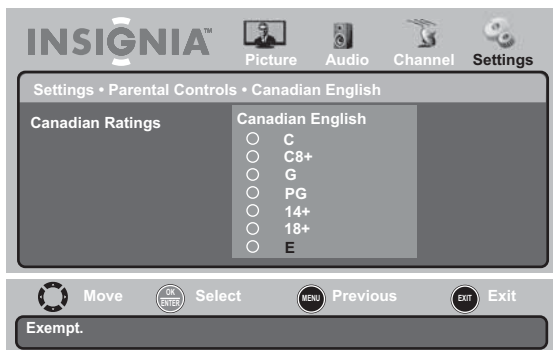 INSIGNIA™
Picture Audio Channel Settings
Settings • Parental Controls • Canadian English
Canadian Ratings
Canadian English
C
C8+
G
PG
14+
18+
E
Move
OK
ENTER
Select
MENU
Previous
EXIT
Exit
Exempt.